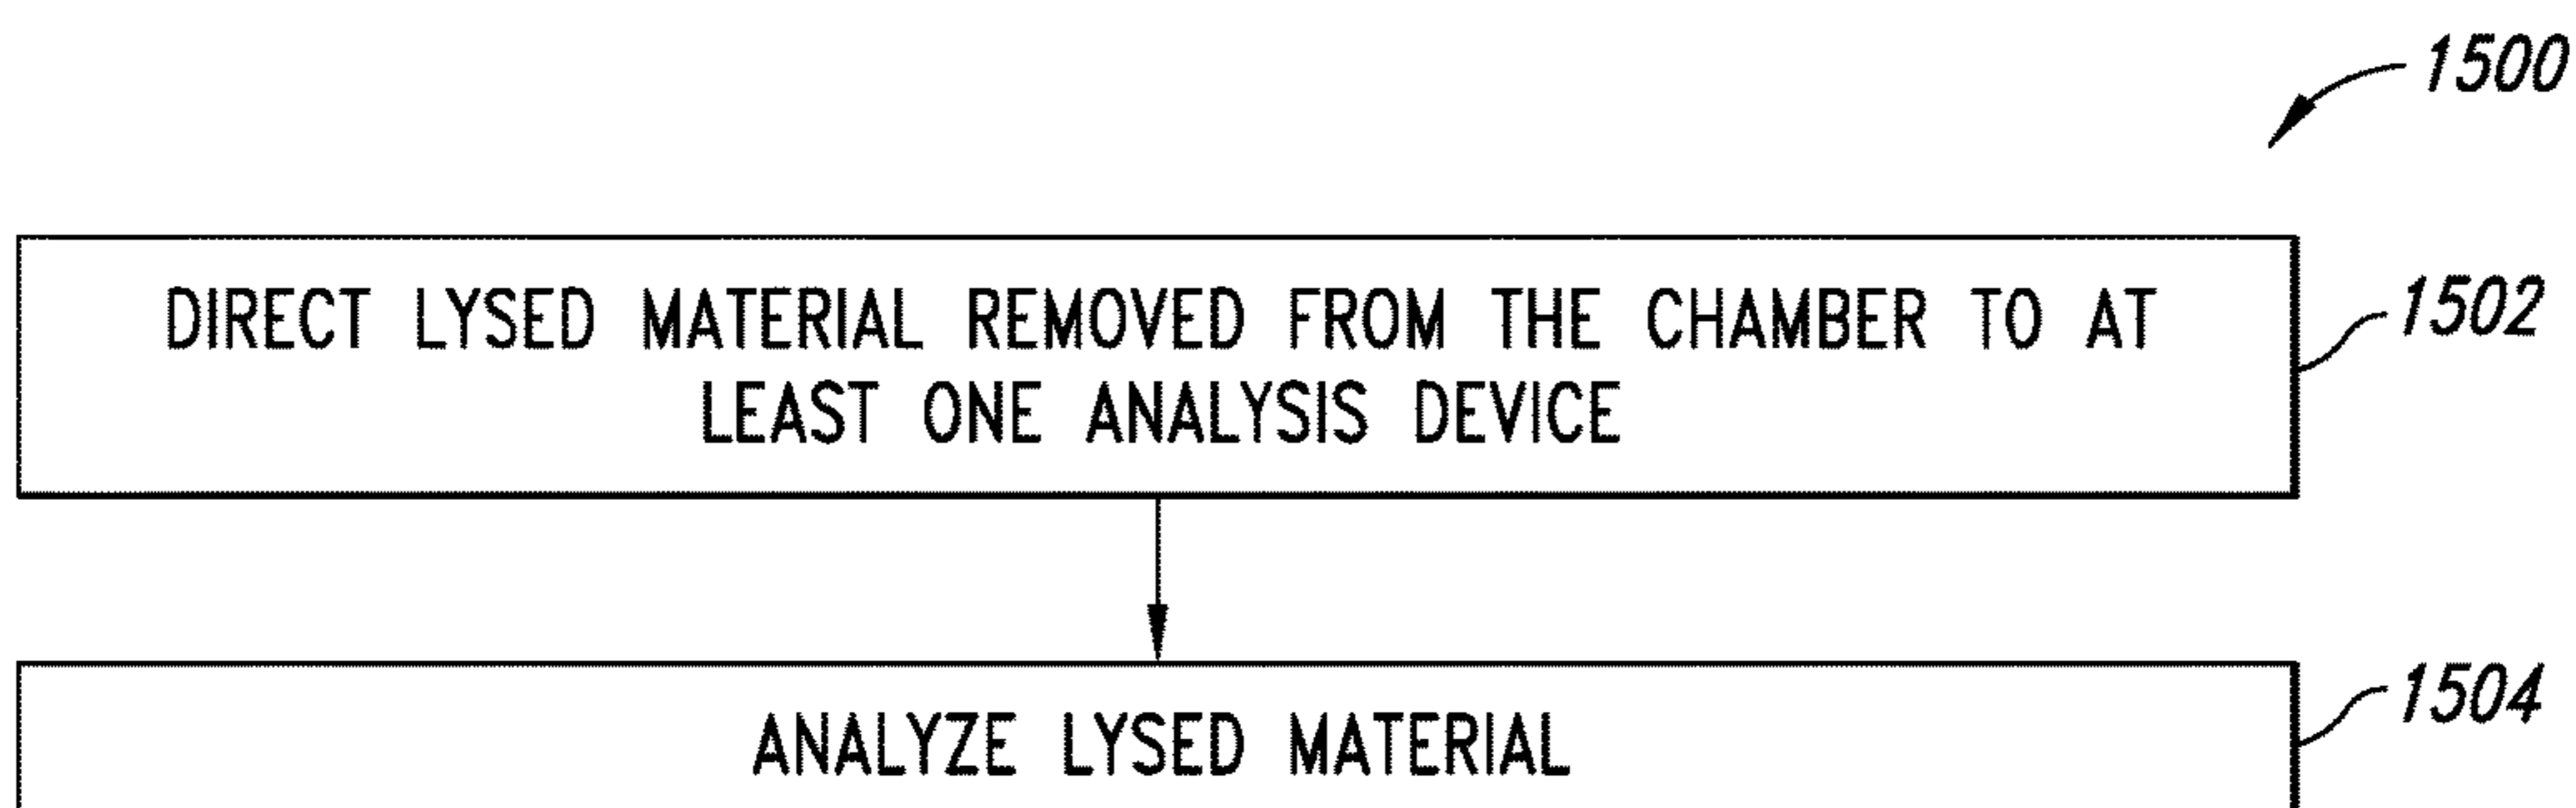 1500
DIRECT LYSED MATERIAL REMOVED FROM THE CHAMBER TO AT
LEAST ONE ANALYSIS DEVICE
1502
ANALYZE LYSED MATERIAL
1504